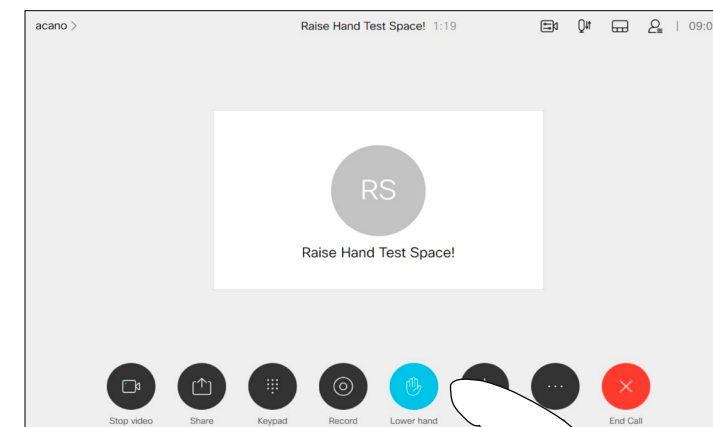 acano >
Raise Hand Test Space! 1:19
| 09:0
RS
Raise Hand Test Space!
Stop video Share Keypad Record Lower hand End Call